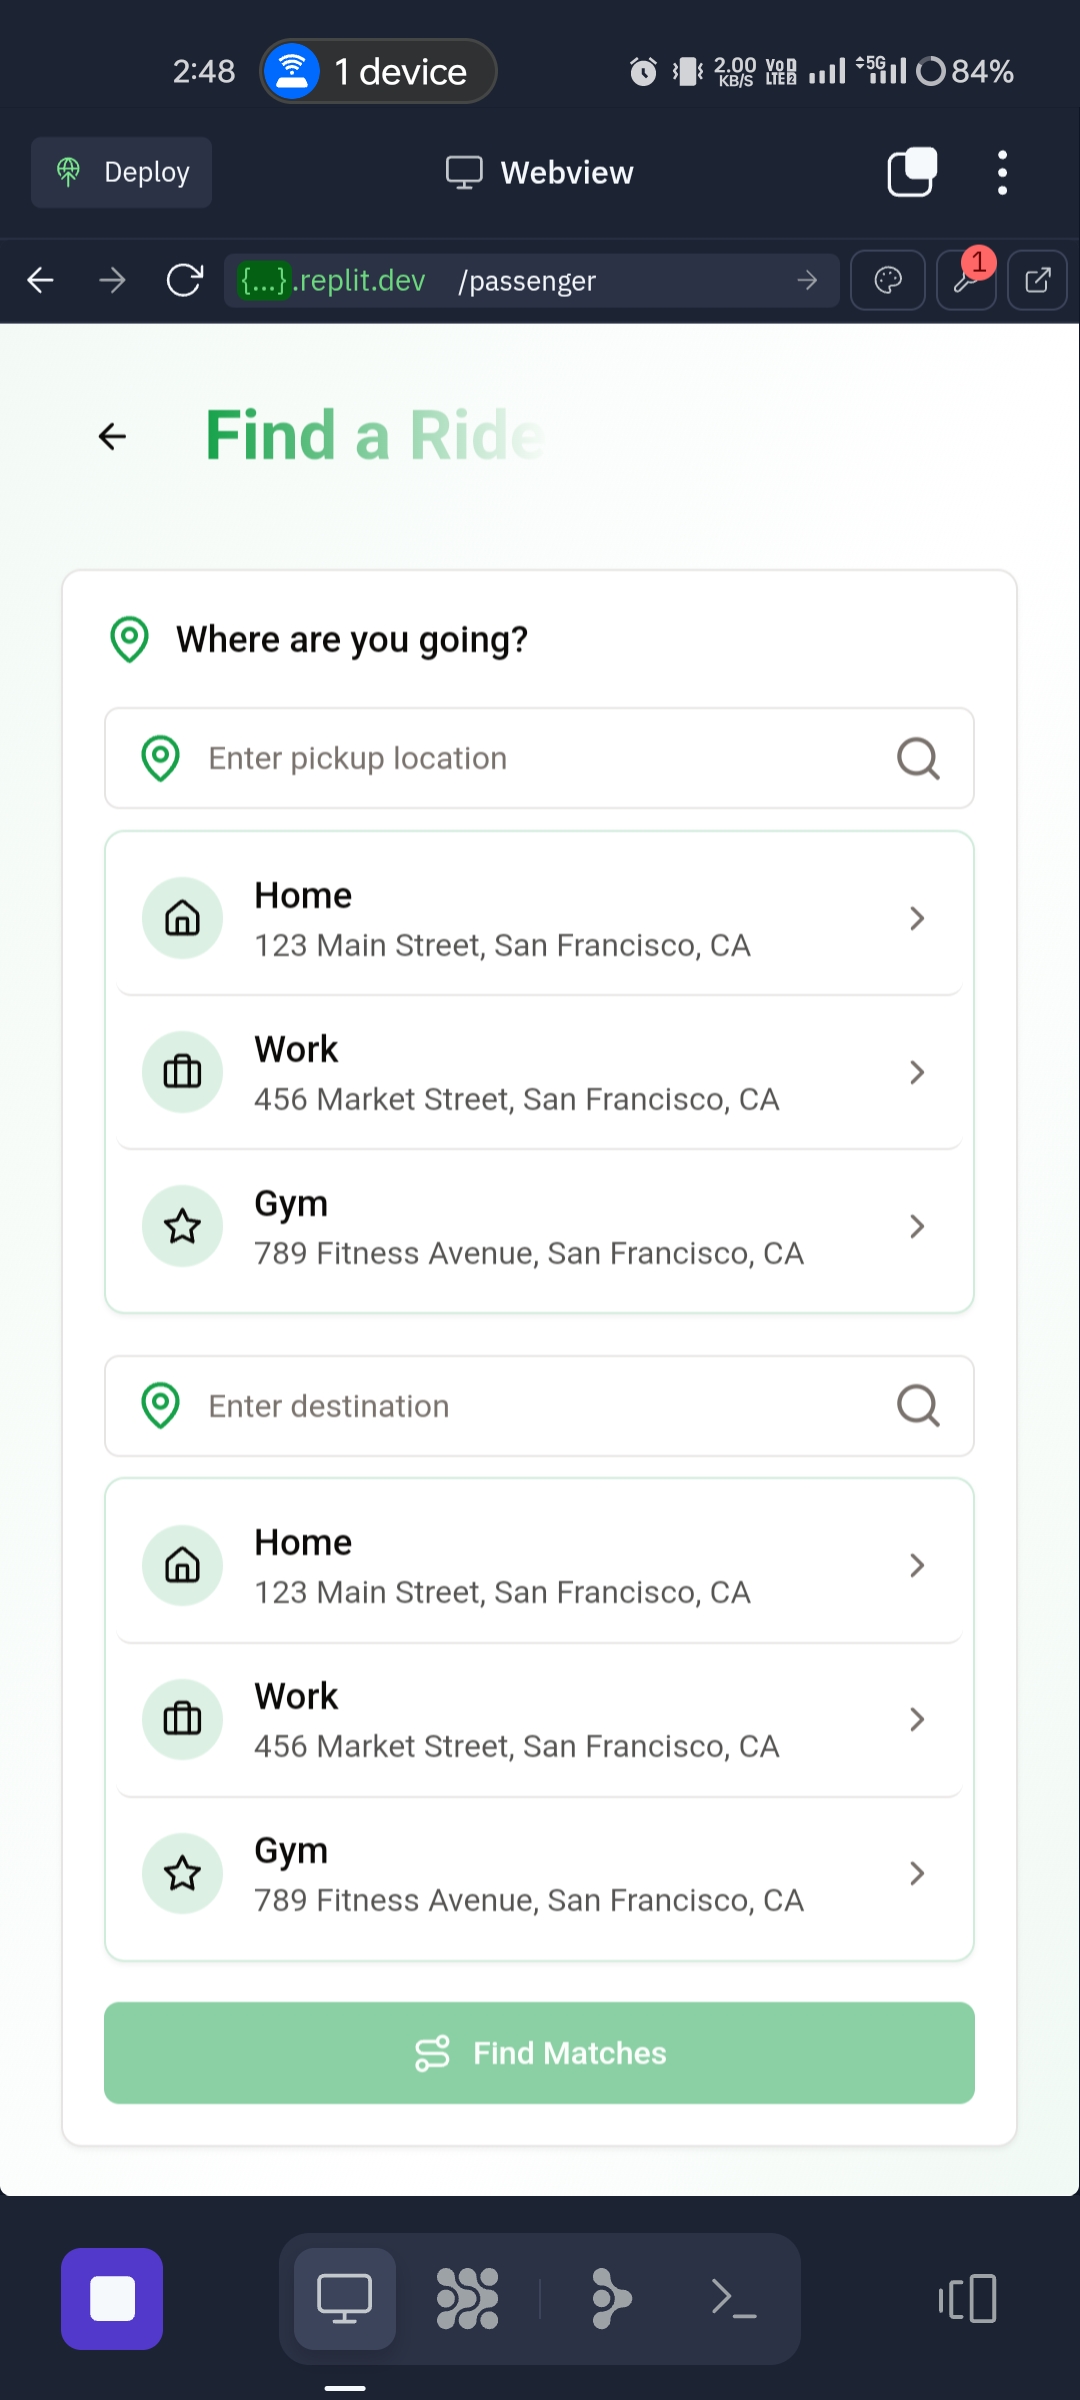 2:48
1 device
2.00 KB/S
VoD LTE2
5G
84%
Deploy
Webview
{...}.replit.dev /passenger
1
Find a Ride
Where are you going?
Enter pickup location
Home
123 Main Street, San Francisco, CA
Work
456 Market Street, San Francisco, CA
Gym
789 Fitness Avenue, San Francisco, CA
Enter destination
Home
123 Main Street, San Francisco, CA
Work
456 Market Street, San Francisco, CA
Gym
789 Fitness Avenue, San Francisco, CA
Find Matches